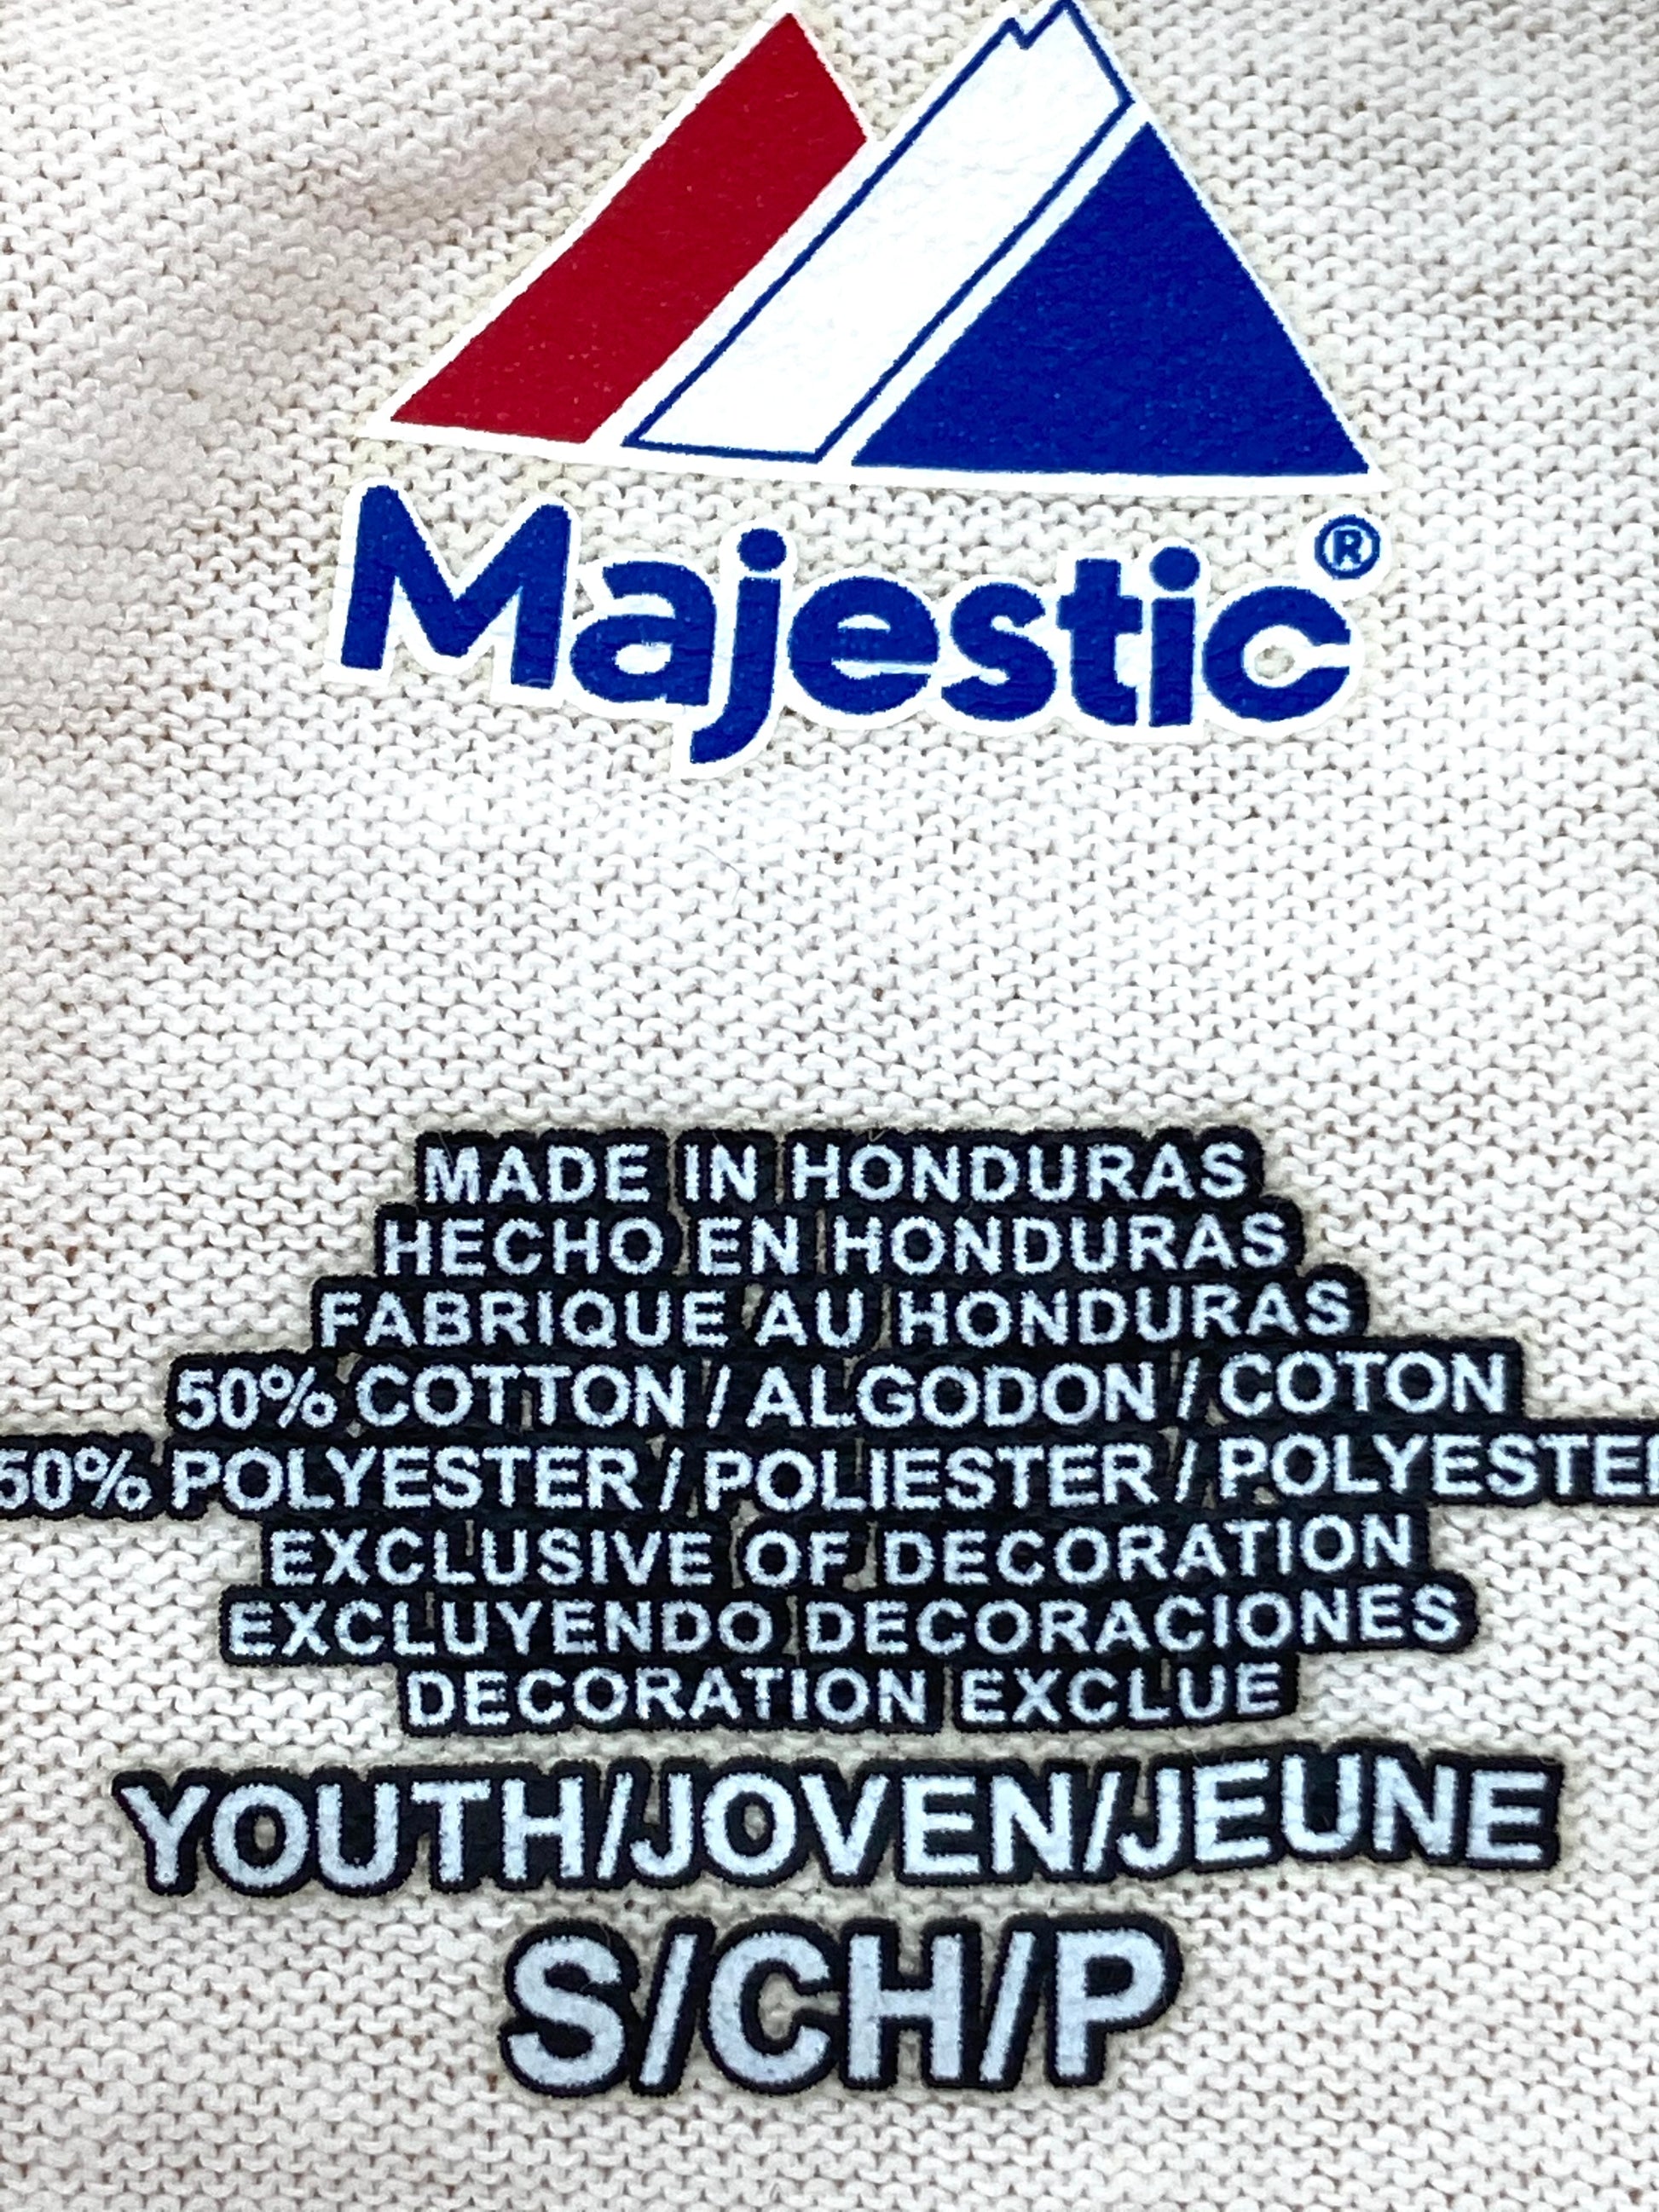 Majestic®
MADE IN HONDURAS
HECHO EN HONDURAS
FABRIQUE AU HONDURAS
50% COTTON / ALGODON / COTON
50% POLYESTER / POLIESTER / POLYESTER
EXCLUSIVE OF DECORATION
EXCLUYENDO DECORACIONES
DECORATION EXCLUE
YOUTH/JOVEN/JEUNE
S/CH/P